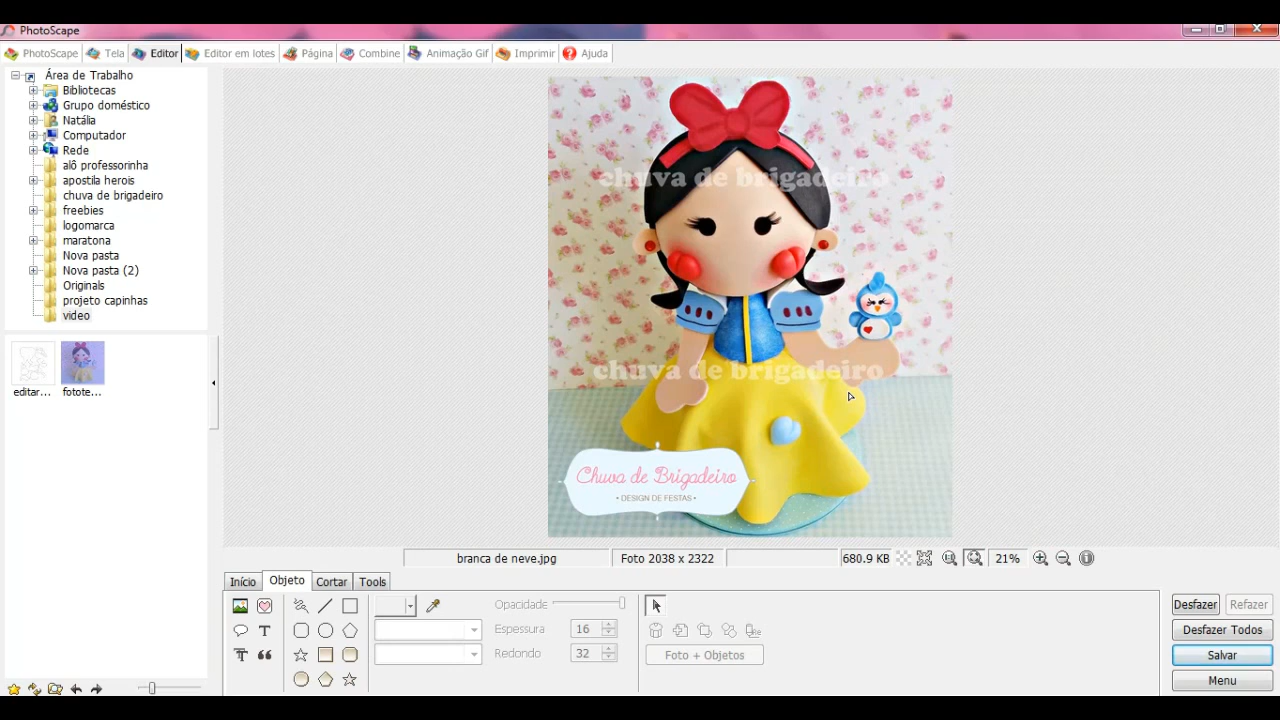 PhotoScape
PhotoScape Tela Editor Editor em lotes Página Combine Animação Gif Imprimir Ajuda
Área de Trabalho
Bibliotecas
Grupo doméstico
Natália
Computador
Rede
alô professorinha
apostila herois
chuva de brigadeiro
freebies
logomarca
maratona
Nova pasta
Nova pasta (2)
Originals
projeto capinhas
video
editar... fotote...
chuva de brigadeiro
chuva de brigadeiro
Chuva de Brigadeiro
• DESIGN DE FESTAS •
branca de neve.jpg Foto 2038 x 2322 680.9 KB 21%
Início Objeto Cortar Tools
Opacidade
Espessura 16
Redondo 32
Foto + Objetos
Desfazer Refazer
Desfazer Todos
Salvar
Menu